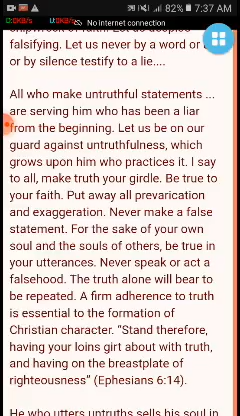 0:0KB/s U:0KB/s 82% 7:37 AM
No internet connection
falsifying. Let us never by a word or
or by silence testify to a lie....
All who make untruthful statements ...
are serving him who has been a liar
from the beginning. Let us be on our
guard against untruthfulness, which
grows upon him who practices it. I say
to all, make truth your girdle. Be true to
your faith. Put away all prevarication
and exaggeration. Never make a false
statement. For the sake of your own
soul and the souls of others, be true in
your utterances. Never speak or act a
falsehood. The truth alone will bear to
be repeated. A firm adherence to truth
is essential to the formation of
Christian character. “Stand therefore,
having your loins girt about with truth,
and having on the breastplate of
righteousness” (Ephesians 6:14).
He who utters untruths sells his soul in